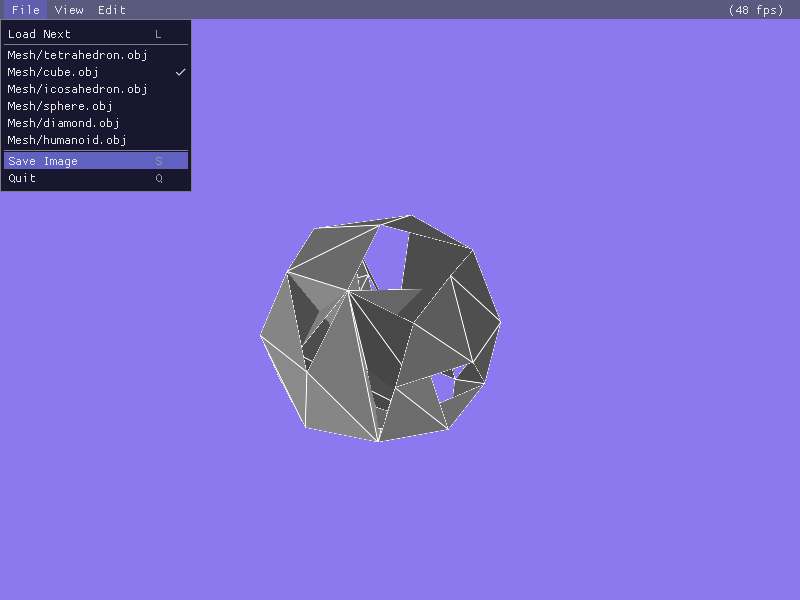 File View Edit (48 fps)
Load Next L
Mesh/tetrahedron.obj
Mesh/cube.obj
Mesh/icosahedron.obj
Mesh/sphere.obj
Mesh/diamond.obj
Mesh/humanoid.obj
Save Image S
Quit Q